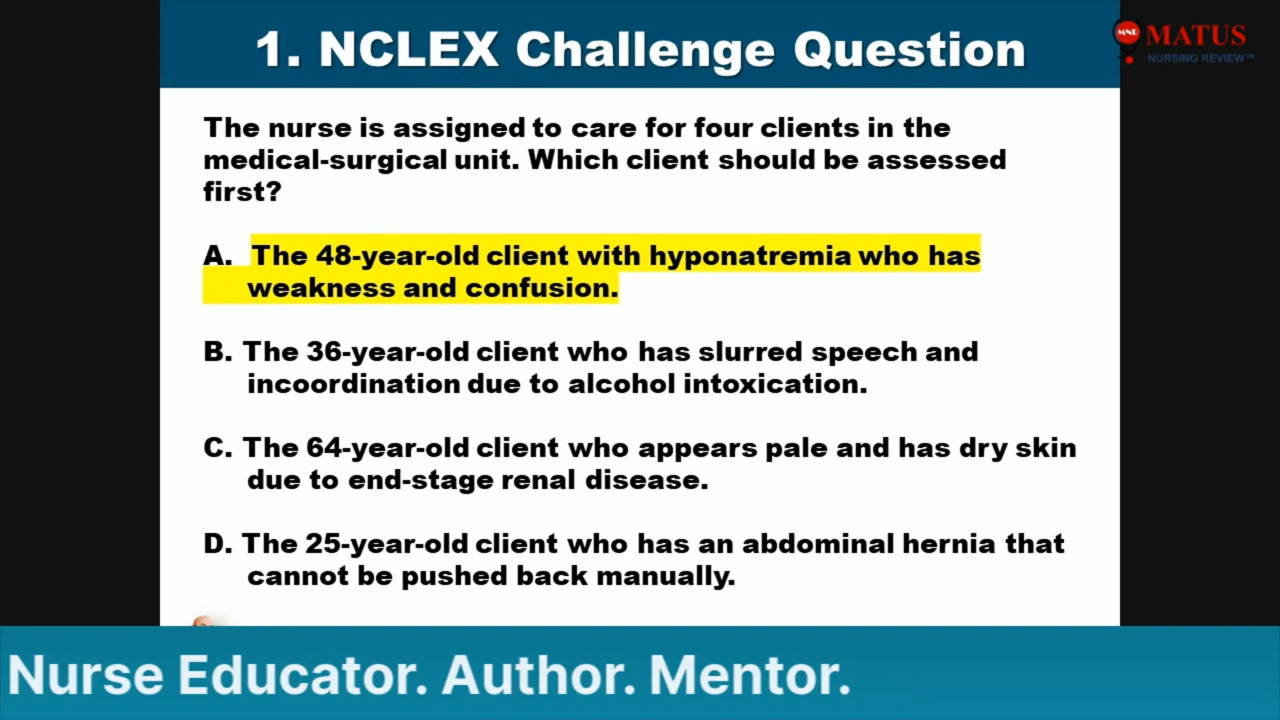 1. NCLEX Challenge Question
MNR
MATUS
NURSING REVIEW™
The nurse is assigned to care for four clients in the
medical-surgical unit. Which client should be assessed
first?
A. The 48-year-old client with hyponatremia who has
weakness and confusion.
B. The 36-year-old client who has slurred speech and
incoordination due to alcohol intoxication.
C. The 64-year-old client who appears pale and has dry skin
due to end-stage renal disease.
D. The 25-year-old client who has an abdominal hernia that
cannot be pushed back manually.
Nurse Educator. Author. Mentor.